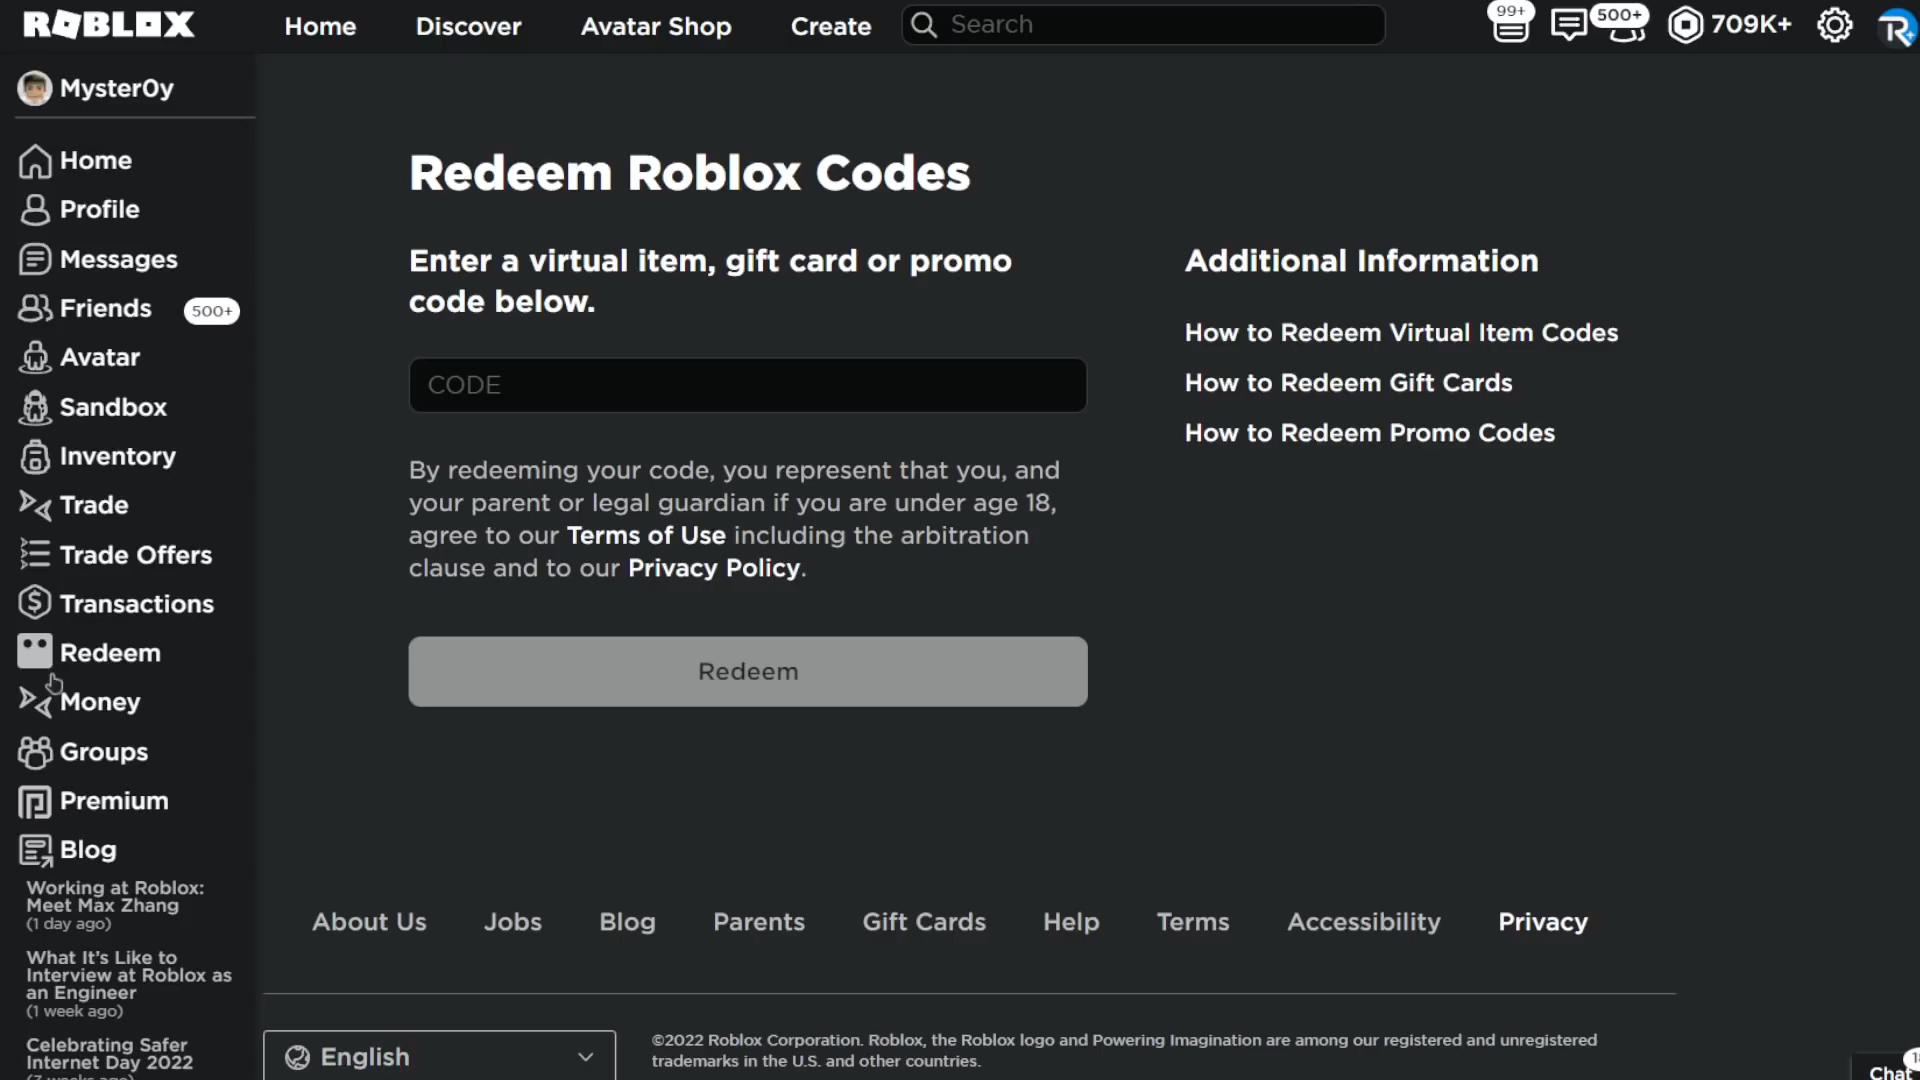 ROBLOX
Home
Discover
Avatar Shop
Create
Search
99+
500+
709K+
Myster0y
Home
Profile
Messages
Friends
500+
Avatar
Sandbox
Inventory
Trade
Trade Offers
Transactions
Redeem
Money
Groups
Premium
Blog
Working at Roblox:
Meet Max Zhang
(1 day ago)
What It's Like to
Interview at Roblox as
an Engineer
(1 week ago)
Celebrating Safer
Internet Day 2022
Redeem Roblox Codes
Enter a virtual item, gift card or promo
code below.
CODE
By redeeming your code, you represent that you, and
your parent or legal guardian if you are under age 18,
agree to our Terms of Use including the arbitration
clause and to our Privacy Policy.
Redeem
Additional Information
How to Redeem Virtual Item Codes
How to Redeem Gift Cards
How to Redeem Promo Codes
About Us
Jobs
Blog
Parents
Gift Cards
Help
Terms
Accessibility
Privacy
English
©2022 Roblox Corporation. Roblox, the Roblox logo and Powering Imagination are among our registered and unregistered
trademarks in the U.S. and other countries.
Chat